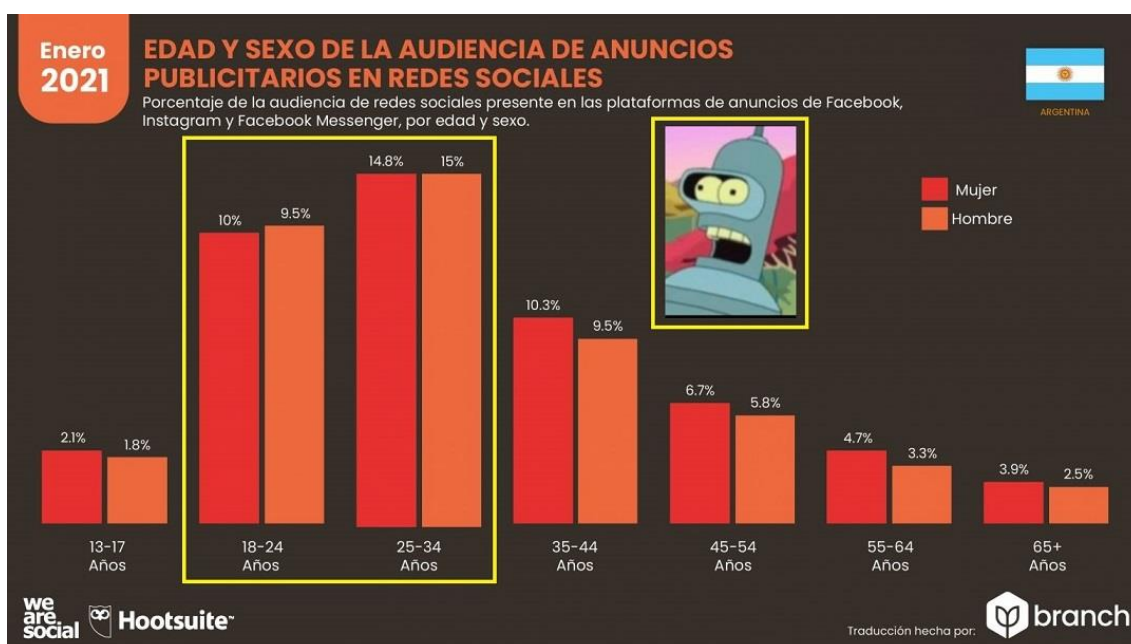 Enero
2021
EDAD Y SEXO DE LA AUDIENCIA DE ANUNCIOS
PUBLICITARIOS EN REDES SOCIALES
Porcentaje de la audiencia de redes sociales presente en las plataformas de anuncios de Facebook,
Instagram y Facebook Messenger, por edad y sexo.
ARGENTINA
Mujer
Hombre
2.1% 1.8%
10% 9.5%
14.8% 15%
10.3% 9.5%
6.7% 5.8%
4.7% 3.3%
3.9% 2.5%
13-17
Años
18-24
Años
25-34
Años
35-44
Años
45-54
Años
55-64
Años
65+
Años
we
are
social
Hootsuite™
Traducción hecha por:
branch